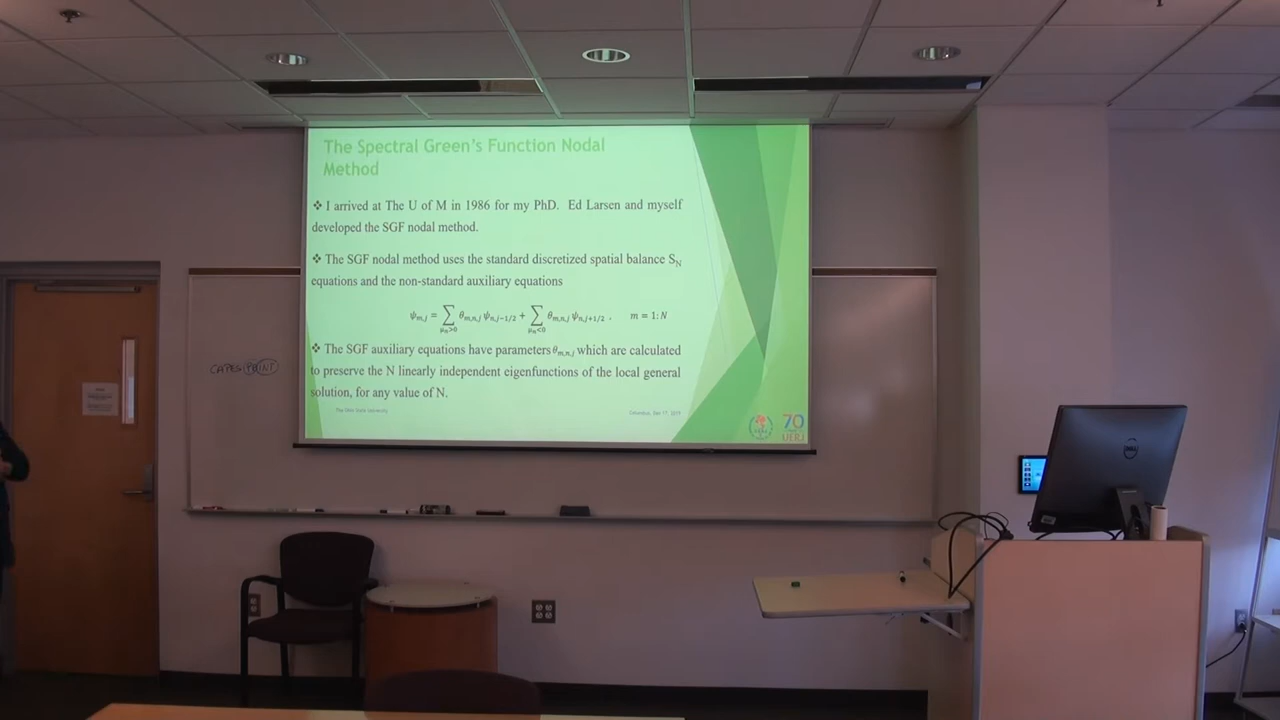 The Spectral Green's Function Nodal
Method
❖ I arrived at The U of M in 1986 for my PhD. Ed Larsen and myself
developed the SGF nodal method.
❖ The SGF nodal method uses the standard discretized spatial balance S_N
equations and the non-standard auxiliary equations
ψ_{m,j} = ∑_{μ_n>0} θ_{m,n,j} ψ_{n,j−1/2} + ∑_{μ_n<0} θ_{m,n,j} ψ_{n,j+1/2} . m = 1:N
❖ The SGF auxiliary equations have parameters θ_{m,n,j} which are calculated
to preserve the N linearly independent eigenfunctions of the local general
solution, for any value of N.
The Ohio State University
70
UERJ
CAPES PRINT
DELL